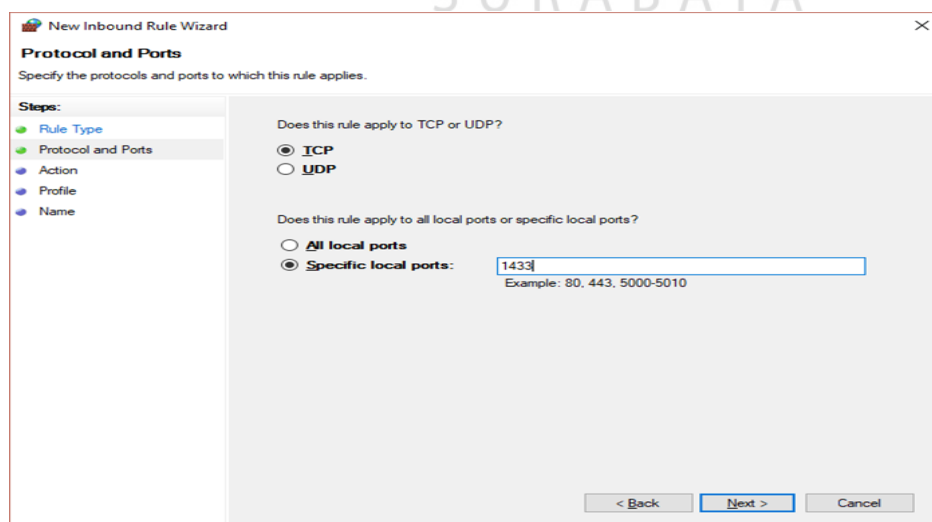 SURABAYA
New Inbound Rule Wizard
Protocol and Ports
Specify the protocols and ports to which this rule applies.
Steps:
Rule Type
Protocol and Ports
Action
Profile
Name
Does this rule apply to TCP or UDP?
TCP
UDP
Does this rule apply to all local ports or specific local ports?
All local ports
Specific local ports: 1433
Example: 80, 443, 5000-5010
< Back Next > Cancel